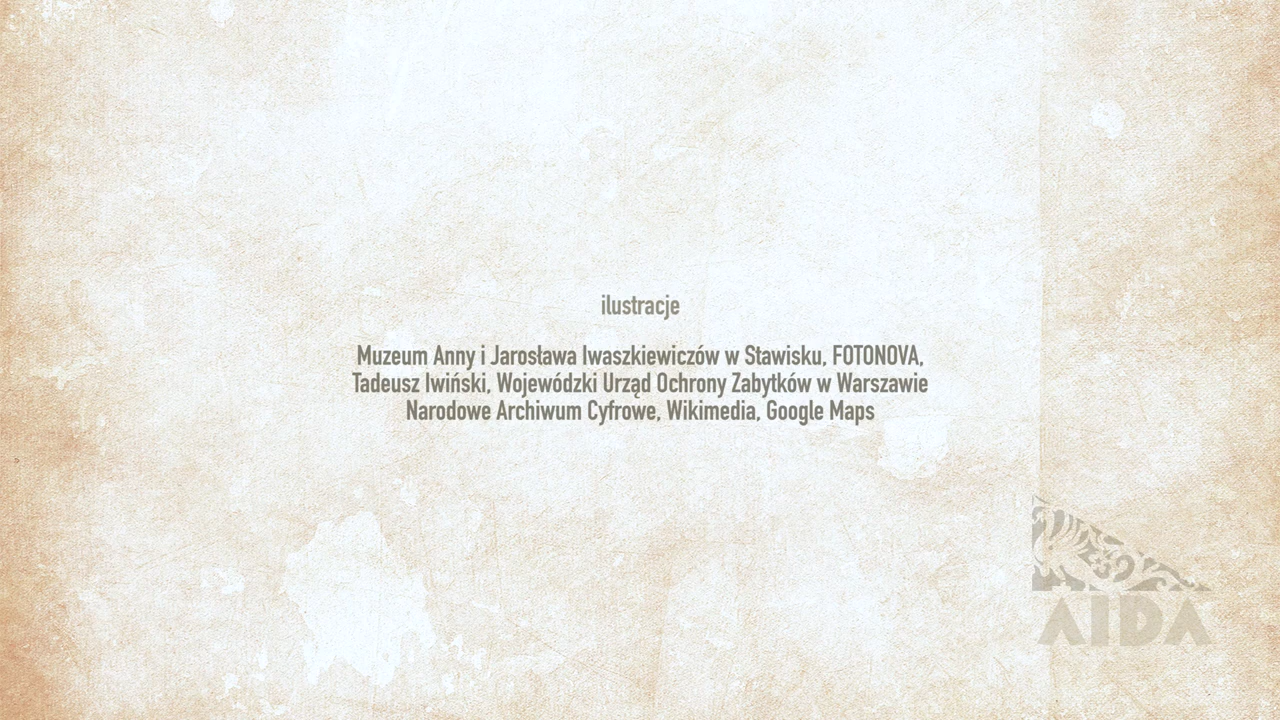 ilustracje
Muzeum Anny i Jarosława Iwaszkiewiczów w Stawisku, FOTONOVA,
Tadeusz Iwiński, Wojewódzki Urząd Ochrony Zabytków w Warszawie
Narodowe Archiwum Cyfrowe, Wikimedia, Google Maps
AIDA